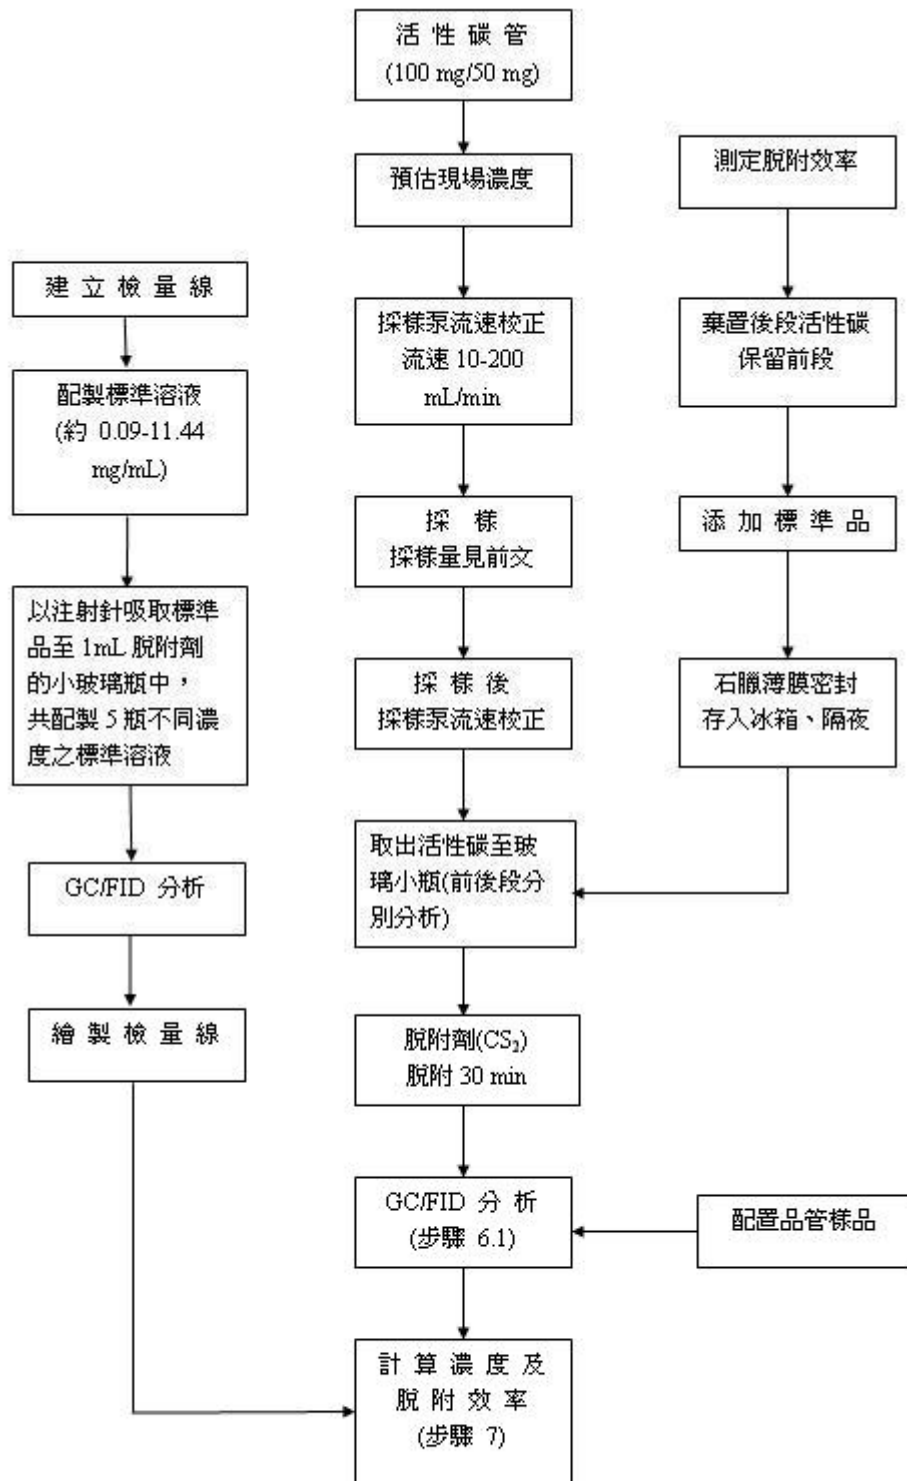 活 性 碳 管
(100 mg/50 mg)
預估現場濃度
採樣泵流速校正
流速 10-200
mL/min
採 樣
採樣量見前文
採 樣 後
採樣泵流速校正
取出活性碳至玻
璃小瓶(前後段分
別分析)
脫附劑(CS₂)
脫附 30 min
GC/FID 分 析
(步驟 6.1)
計 算 濃 度 及
脫 附 效 率
(步驟 7)
建 立 檢 量 線
配製標準溶液
(約 0.09-11.44
mg/mL)
以注射針吸取標準
品至 1mL 脫附劑
的小玻璃瓶中，
共配製 5 瓶不同濃
度之標準溶液
GC/FID 分析
繪 製 檢 量 線
測定脫附效率
棄置後段活性碳
保留前段
添 加 標 準 品
石臘薄膜密封
存入冰箱、隔夜
配置品管樣品